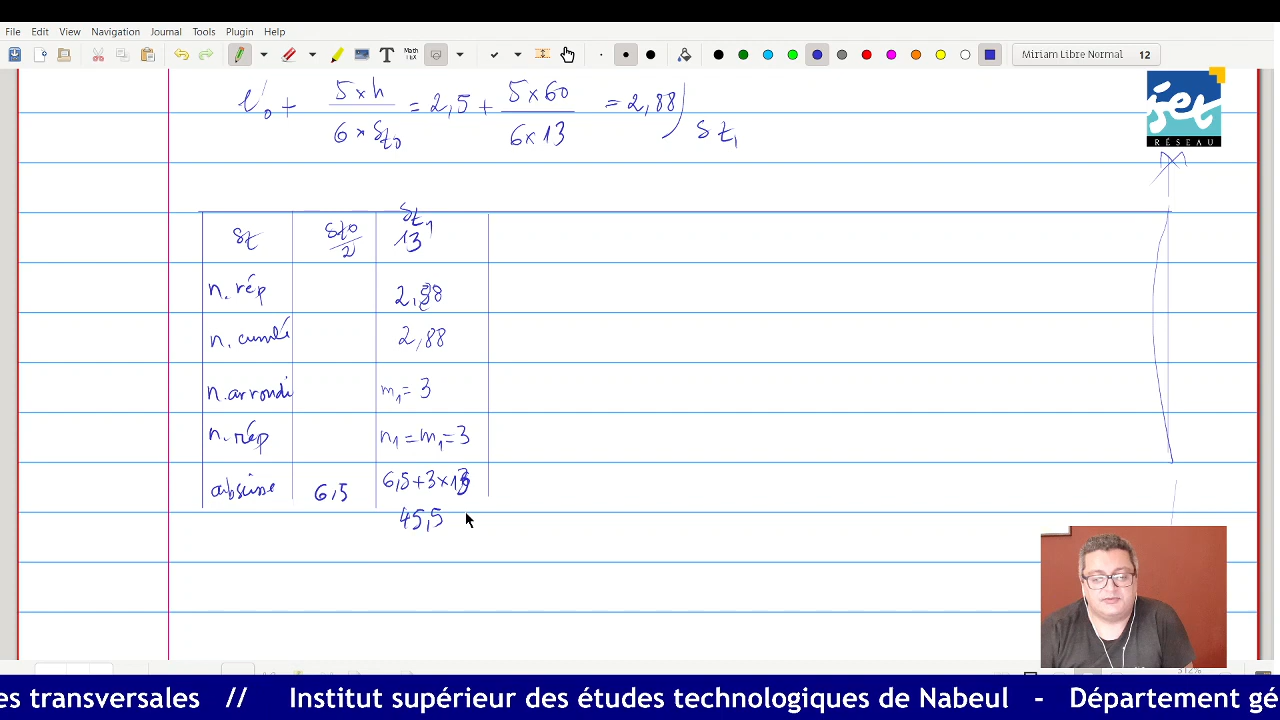 File Edit View Navigation Journal Tools Plugin Help
Miriam Libre Normal 12
ℓ'₀ + (5 × h)/(6 × St₀) = 2,5 + (5 × 60)/(6 × 13) = 2,88) St₁
iset
RÉSEAU
St St0/2 St₁ 13
n. rép 2,88
n. cumulé 2,88
n. arrondi m₁ = 3
n. rép n₁ = m₁ = 3
abscisse 6,5 6,5+3×13
45,5
es transversales // Institut supérieur des études technologiques de Nabeul - Département gé